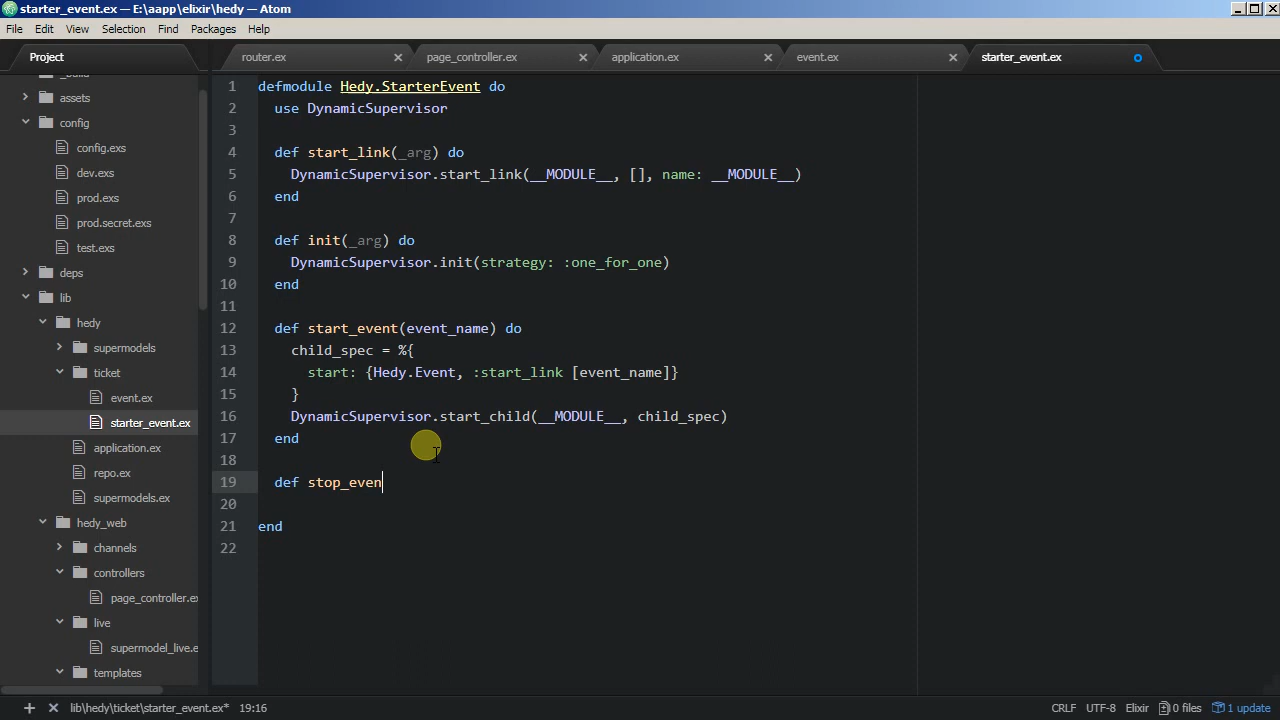 starter_event.ex — E:\aapp\elixir\hedy — Atom
File Edit View Selection Find Packages Help
Project
router.ex
page_controller.ex
application.ex
event.ex
starter_event.ex
assets
config
config.exs
dev.exs
prod.exs
prod.secret.exs
test.exs
deps
lib
hedy
supermodels
ticket
event.ex
starter_event.ex
application.ex
repo.ex
supermodels.ex
hedy_web
channels
controllers
page_controller.ex
live
supermodel_live.e
templates
1 defmodule Hedy.StarterEvent do
2 use DynamicSupervisor
3
4 def start_link(_arg) do
5 DynamicSupervisor.start_link(__MODULE__, [], name: __MODULE__)
6 end
7
8 def init(_arg) do
9 DynamicSupervisor.init(strategy: :one_for_one)
10 end
11
12 def start_event(event_name) do
13 child_spec = %{
14 start: {Hedy.Event, :start_link [event_name]}
15 }
16 DynamicSupervisor.start_child(__MODULE__, child_spec)
17 end
18
19 def stop_even
20
21 end
22
lib\hedy\ticket\starter_event.ex* 19:16
CRLF UTF-8 Elixir 0 files 1 update